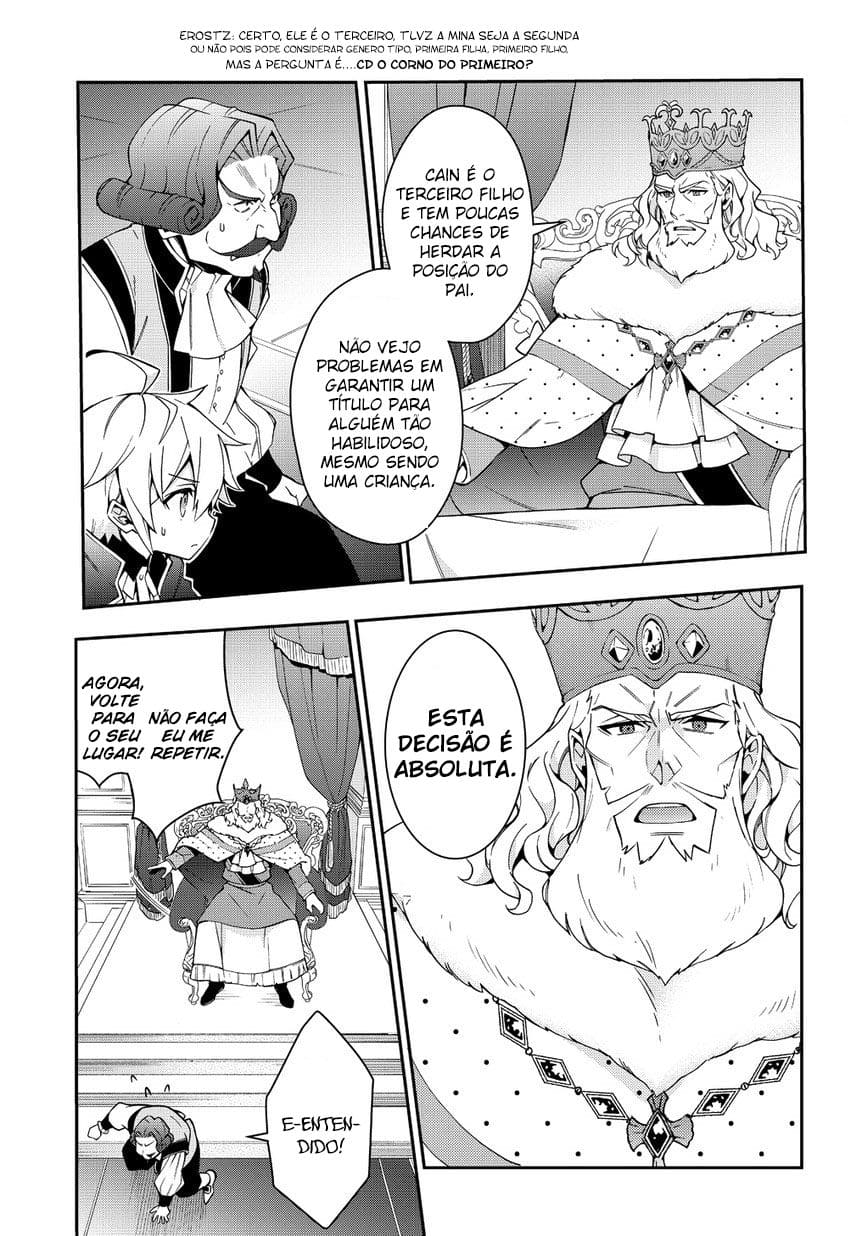 EROSTZ: CERTO, ELE É O TERCEIRO, TLVZ A MINA SEJA A SEGUNDA
OU NÃO POIS PODE CONSIDERAR GENERO TIPO, PRIMEIRA FILHA, PRIMEIRO FILHO,
MAS A PERGUNTA É....CD O CORNO DO PRIMEIRO?
CAIN É O
TERCEIRO FILHO
E TEM POUCAS
CHANCES DE
HERDAR A
POSIÇÃO DO
PAI.
NÃO VEJO
PROBLEMAS EM
GARANTIR UM
TÍTULO PARA
ALGUÉM TÃO
HABILIDOSO,
MESMO SENDO
UMA CRIANÇA.
ESTA
DECISÃO É
ABSOLUTA.
AGORA,
VOLTE
PARA
O SEU
LUGAR!
NÃO FAÇA
EU ME
REPETIR.
E-ENTEN-
DIDO!